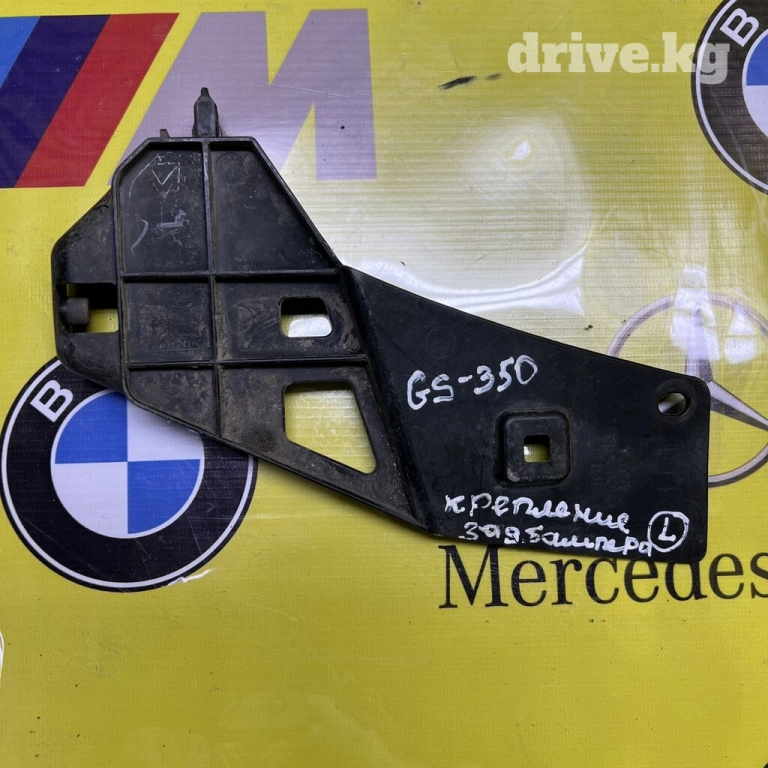 drive.kg
M
B
B
GS-350
крепление
зад.бампера L
Mercedes